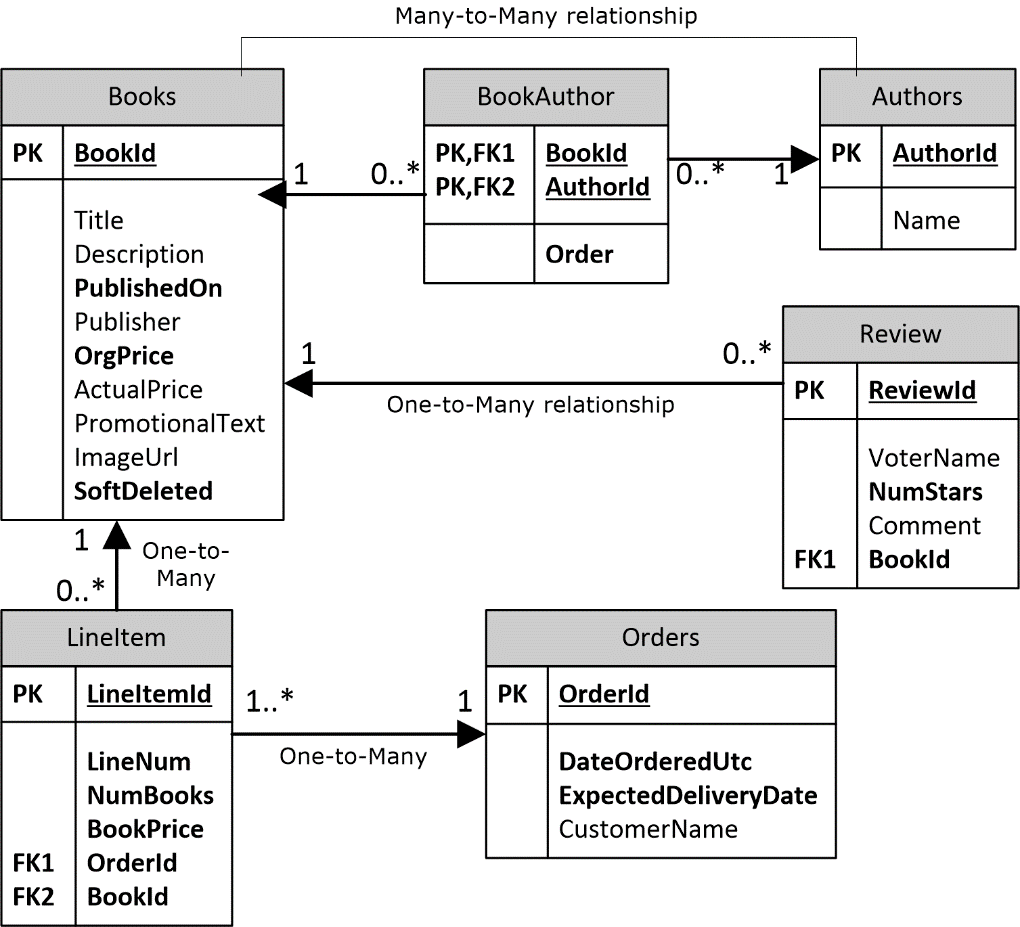 Many-to-Many relationship
Books
PK BookId
Title
Description
PublishedOn
Publisher
OrgPrice
ActualPrice
PromotionalText
ImageUrl
SoftDeleted
1 0..*
BookAuthor
PK,FK1 BookId
PK,FK2 AuthorId
Order
0..* 1
Authors
PK AuthorId
Name
1 0..*
One-to-Many relationship
Review
PK ReviewId
VoterName
NumStars
Comment
FK1 BookId
1
One-to-
Many
0..*
LineItem
PK LineItemId
LineNum
NumBooks
BookPrice
FK1 OrderId
FK2 BookId
1..* 1
One-to-Many
Orders
PK OrderId
DateOrderedUtc
ExpectedDeliveryDate
CustomerName